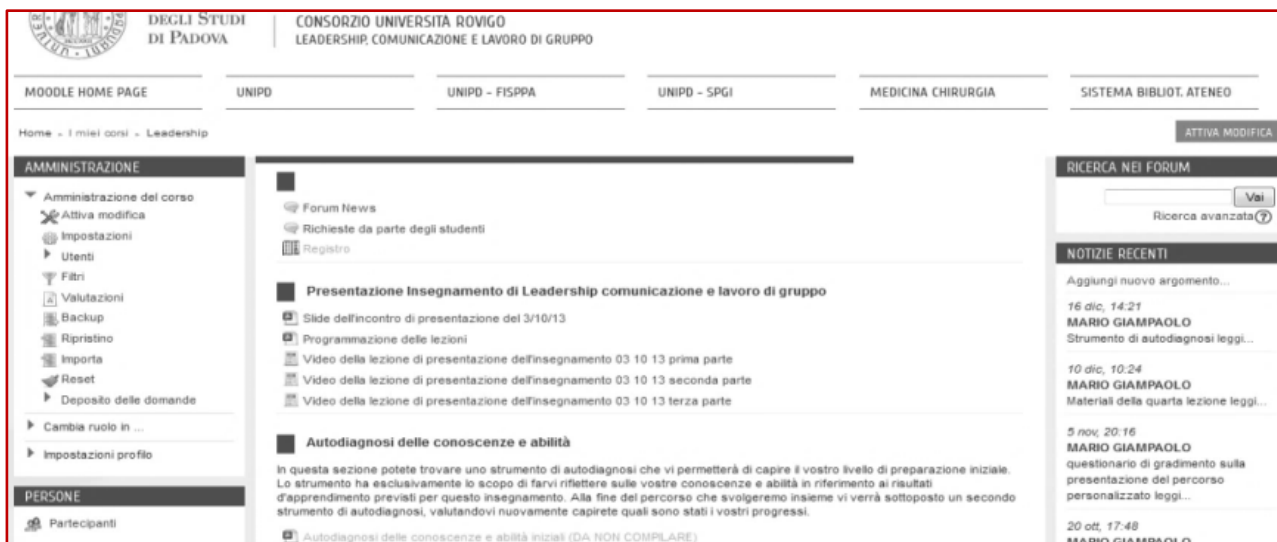 DEGLI STUDI
DI PADOVA
CONSORZIO UNIVERSITA ROVIGO
LEADERSHIP, COMUNICAZIONE E LAVORO DI GRUPPO
MOODLE HOME PAGE
UNIPD
UNIPD - FISPPA
UNIPD - SPGI
MEDICINA CHIRURGIA
SISTEMA BIBLIOT. ATENEO
Home - I miei corsi - Leadership
ATTIVA MODIFICA
AMMINISTRAZIONE
Amministrazione del corso
Attiva modifica
Impostazioni
Utenti
Filtri
Valutazioni
Backup
Ripristino
Importa
Reset
Deposito delle domande
Cambia ruolo in ...
Impostazioni profilo
PERSONE
Partecipanti
Forum News
Richieste da parte degli studenti
Registro
Presentazione Insegnamento di Leadership comunicazione e lavoro di gruppo
Slide dell'incontro di presentazione del 3/10/13
Programmazione delle lezioni
Video della lezione di presentazione dell'insegnamento 03 10 13 prima parte
Video della lezione di presentazione dell'insegnamento 03 10 13 seconda parte
Video della lezione di presentazione dell'insegnamento 03 10 13 terza parte
Autodiagnosi delle conoscenze e abilità
In questa sezione potete trovare uno strumento di autodiagnosi che vi permetterà di capire il vostro livello di preparazione iniziale.
Lo strumento ha esclusivamente lo scopo di farvi riflettere sulle vostre conoscenze e abilità in riferimento ai risultati
d'apprendimento previsti per questo insegnamento. Alla fine del percorso che svolgeremo insieme vi verrà sottoposto un secondo
strumento di autodiagnosi, valutandovi nuovamente capirete quali sono stati i vostri progressi.
Autodiagnosi delle conoscenze e abilità iniziali (DA NON COMPILARE)
RICERCA NEI FORUM
Vai
Ricerca avanzata ?
NOTIZIE RECENTI
Aggiungi nuovo argomento...
16 dic, 14:21
MARIO GIAMPAOLO
Strumento di autodiagnosi leggi...
10 dic, 10:24
MARIO GIAMPAOLO
Materiali della quarta lezione leggi...
5 nov, 20:16
MARIO GIAMPAOLO
questionario di gradimento sulla
presentazione del percorso
personalizzato leggi...
20 ott, 17:48
MARIO GIAMPAOLO